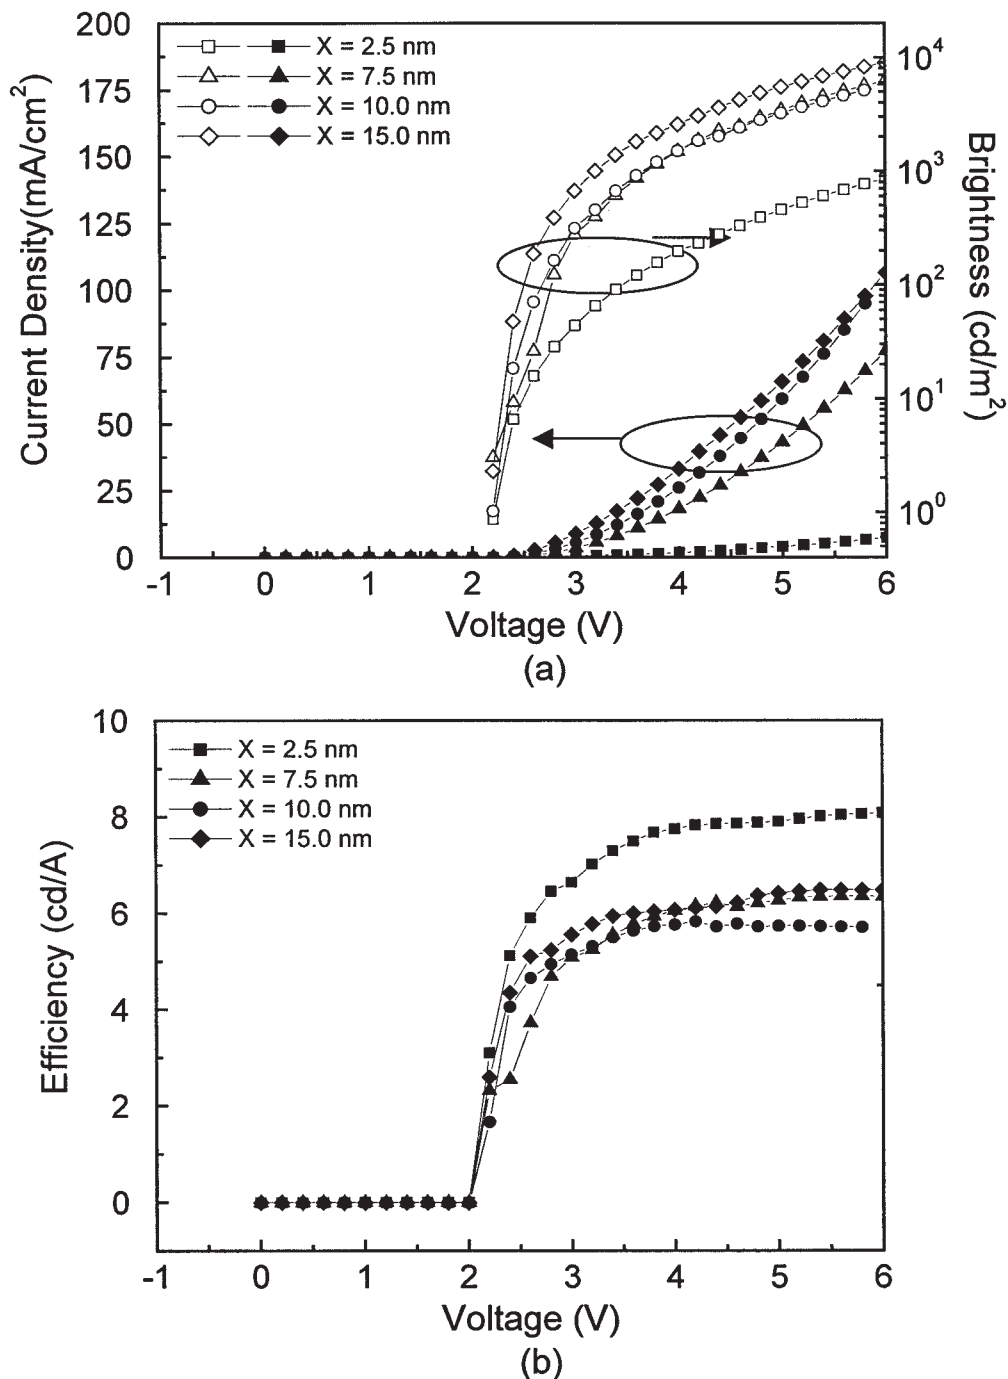 200
175
150
125
100
75
50
25
0
Current Density(mA/cm²)
X = 2.5 nm
X = 7.5 nm
X = 10.0 nm
X = 15.0 nm
10⁴
10³
10²
10¹
10⁰
Brightness (cd/m²)
-1 0 1 2 3 4 5 6
Voltage (V)
(a)
10
8
6
4
2
0
Efficiency (cd/A)
X = 2.5 nm
X = 7.5 nm
X = 10.0 nm
X = 15.0 nm
-1 0 1 2 3 4 5 6
Voltage (V)
(b)